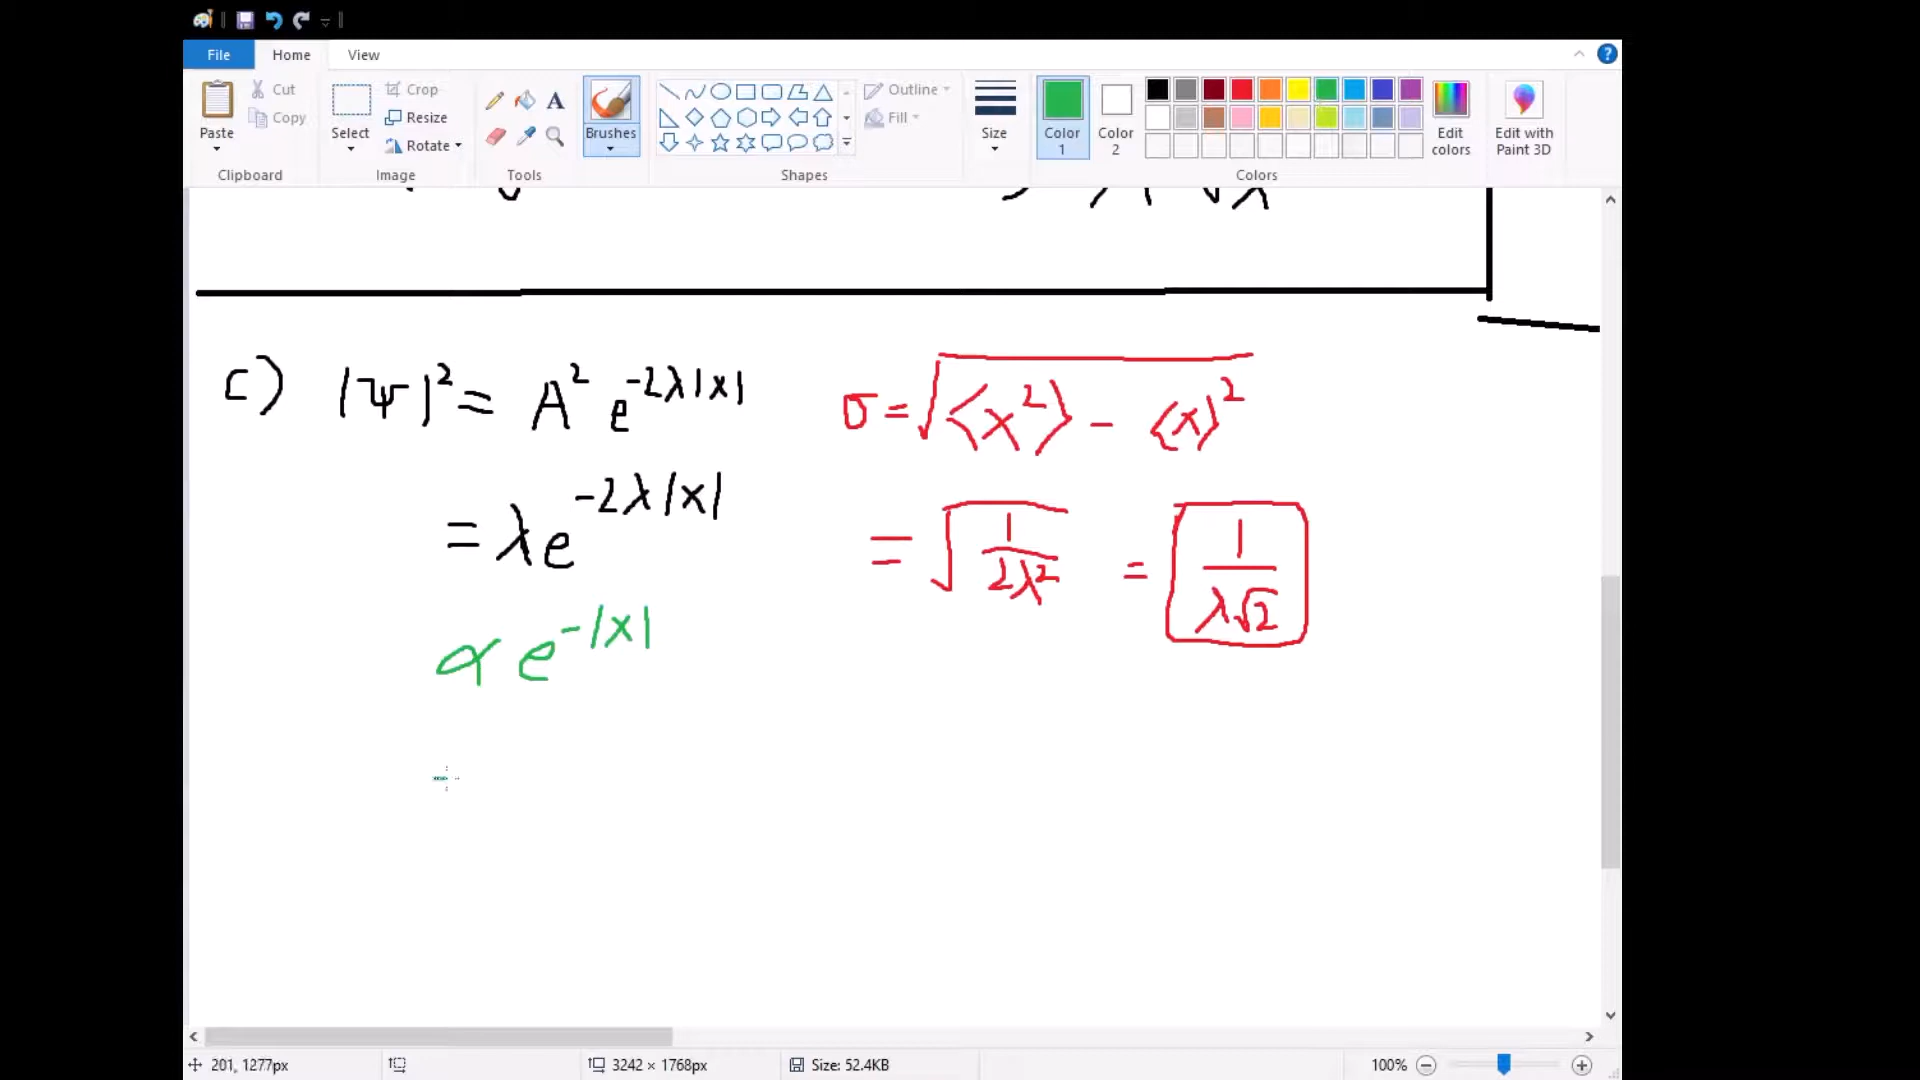 File Home View
Paste Cut Copy Clipboard
Select Crop Resize Rotate Image
A Tools
Brushes
Shapes Outline Fill
Size
Color 1
Color 2
Edit colors
Colors
Edit with Paint 3D
√λ
c) |Ψ|² = A² e^{-2λ|x|}
= λe^{-2λ|x|}
∝ e^{-|x|}
σ = √(⟨x²⟩ - ⟨x⟩²)
= √(1/2λ²) = 1/(λ√2)
201, 1277px 3242 × 1768px Size: 52.4KB 100%